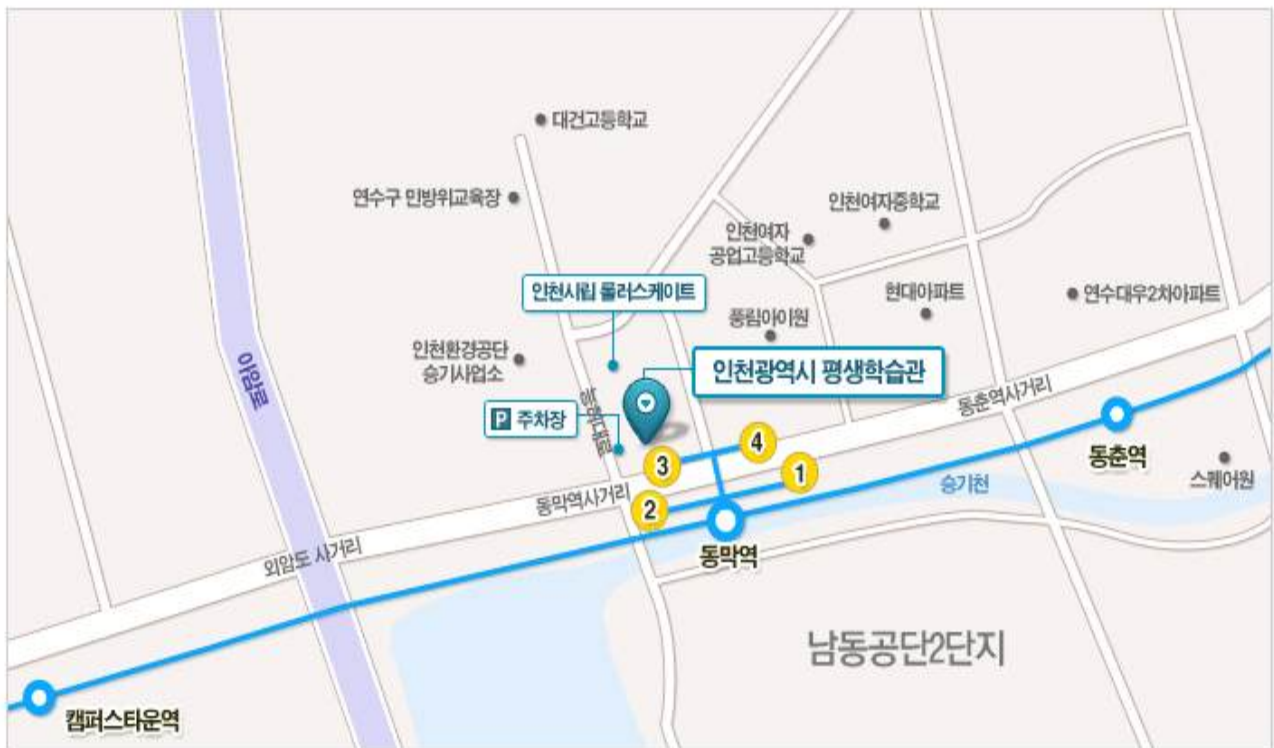 대건고등학교
연수구 민방위교육장
인천여자중학교
인천여자
공업고등학교
인천시립 롤러스케이트
현대아파트
연수대우2차아파트
풍림아이원
인천환경공단
승기사업소
인천광역시 평생학습관
아암로
P 주차장
동춘역사거리
4
3
1
2
동춘역
스퀘어원
승기천
동막역사거리
외암도 사거리
동막역
남동공단2단지
캠퍼스타운역